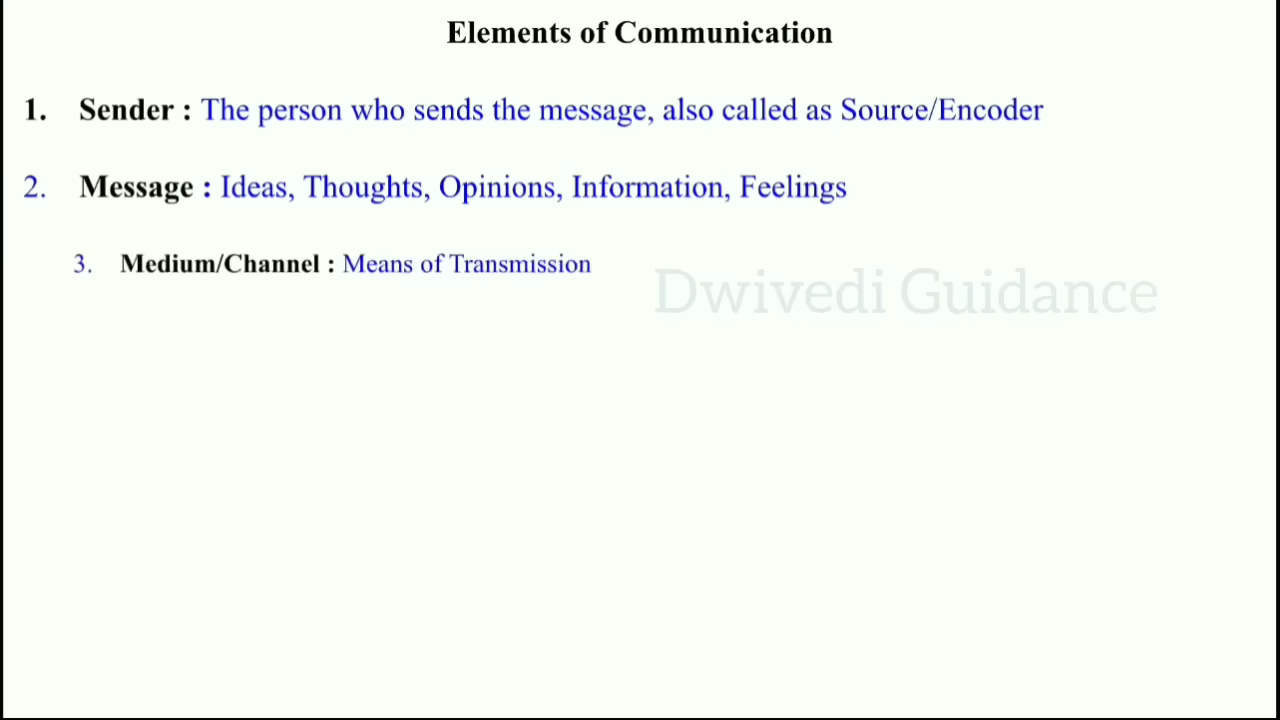 Elements of Communication
1. Sender : The person who sends the message, also called as Source/Encoder
2. Message : Ideas, Thoughts, Opinions, Information, Feelings
3. Medium/Channel : Means of Transmission
Dwivedi Guidance